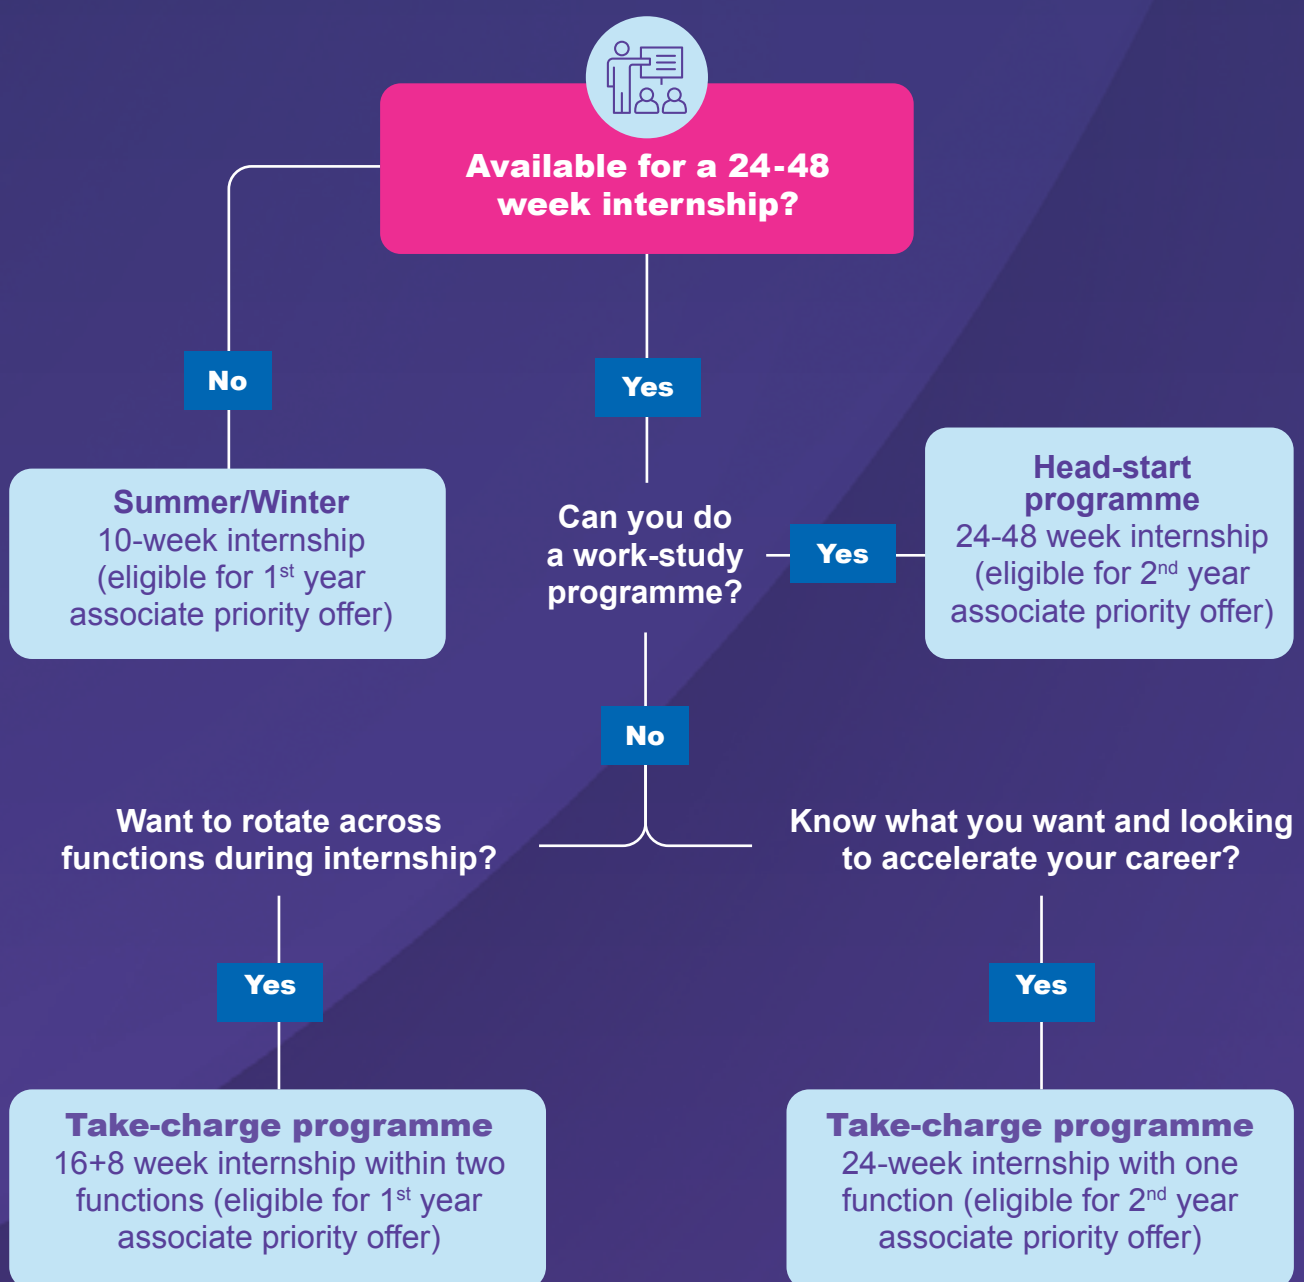 Available for a 24-48
week internship?
No
Yes
Summer/Winter
10-week internship
(eligible for 1st year
associate priority offer)
Can you do
a work-study
programme?
Yes
Head-start
programme
24-48 week internship
(eligible for 2nd year
associate priority offer)
No
Want to rotate across
functions during internship?
Know what you want and looking
to accelerate your career?
Yes
Yes
Take-charge programme
16+8 week internship within two
functions (eligible for 1st year
associate priority offer)
Take-charge programme
24-week internship with one
function (eligible for 2nd year
associate priority offer)